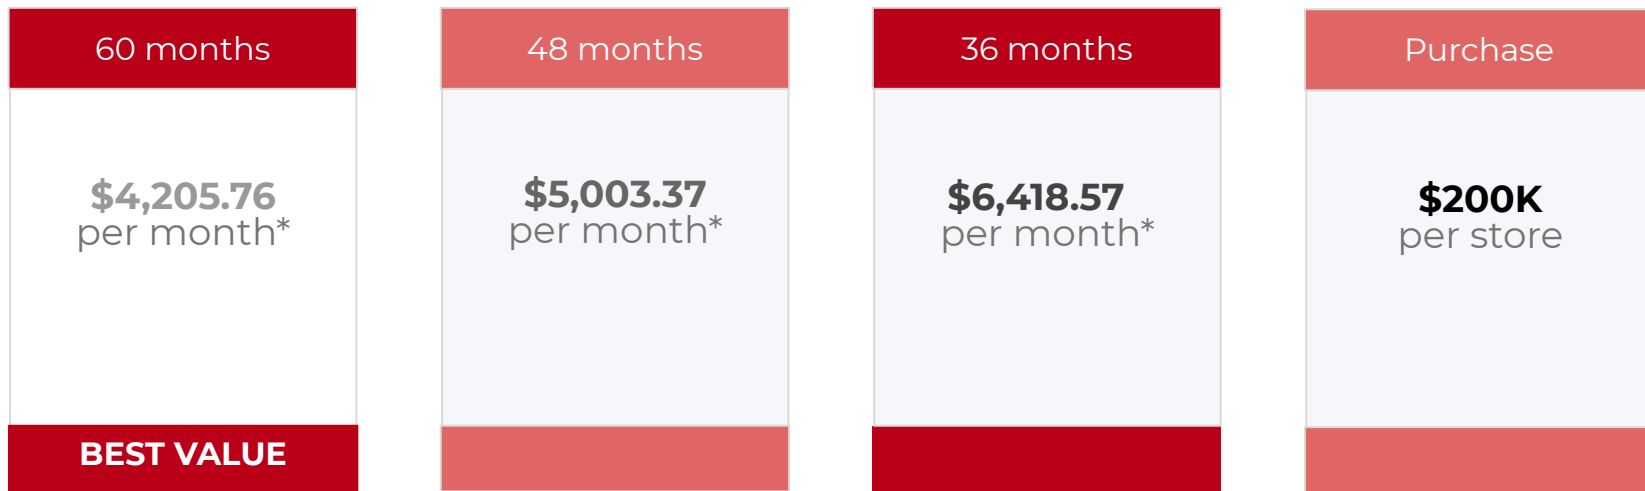 60 months
$4,205.76
per month*
BEST VALUE
48 months
$5,003.37
per month*
36 months
$6,418.57
per month*
Purchase
$200K
per store